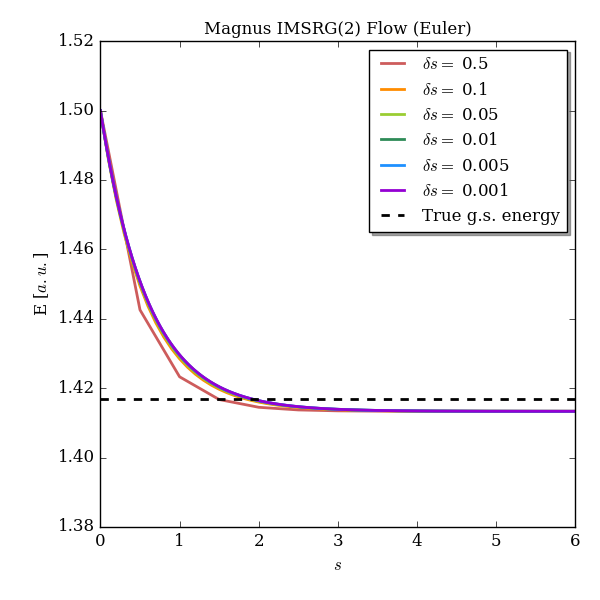 Magnus IMSRG(2) Flow (Euler)
1.52
1.50
1.48
1.46
1.44
1.42
1.40
1.38
E [a.u.]
δs = 0.5
δs = 0.1
δs = 0.05
δs = 0.01
δs = 0.005
δs = 0.001
True g.s. energy
0 1 2 3 4 5 6
s